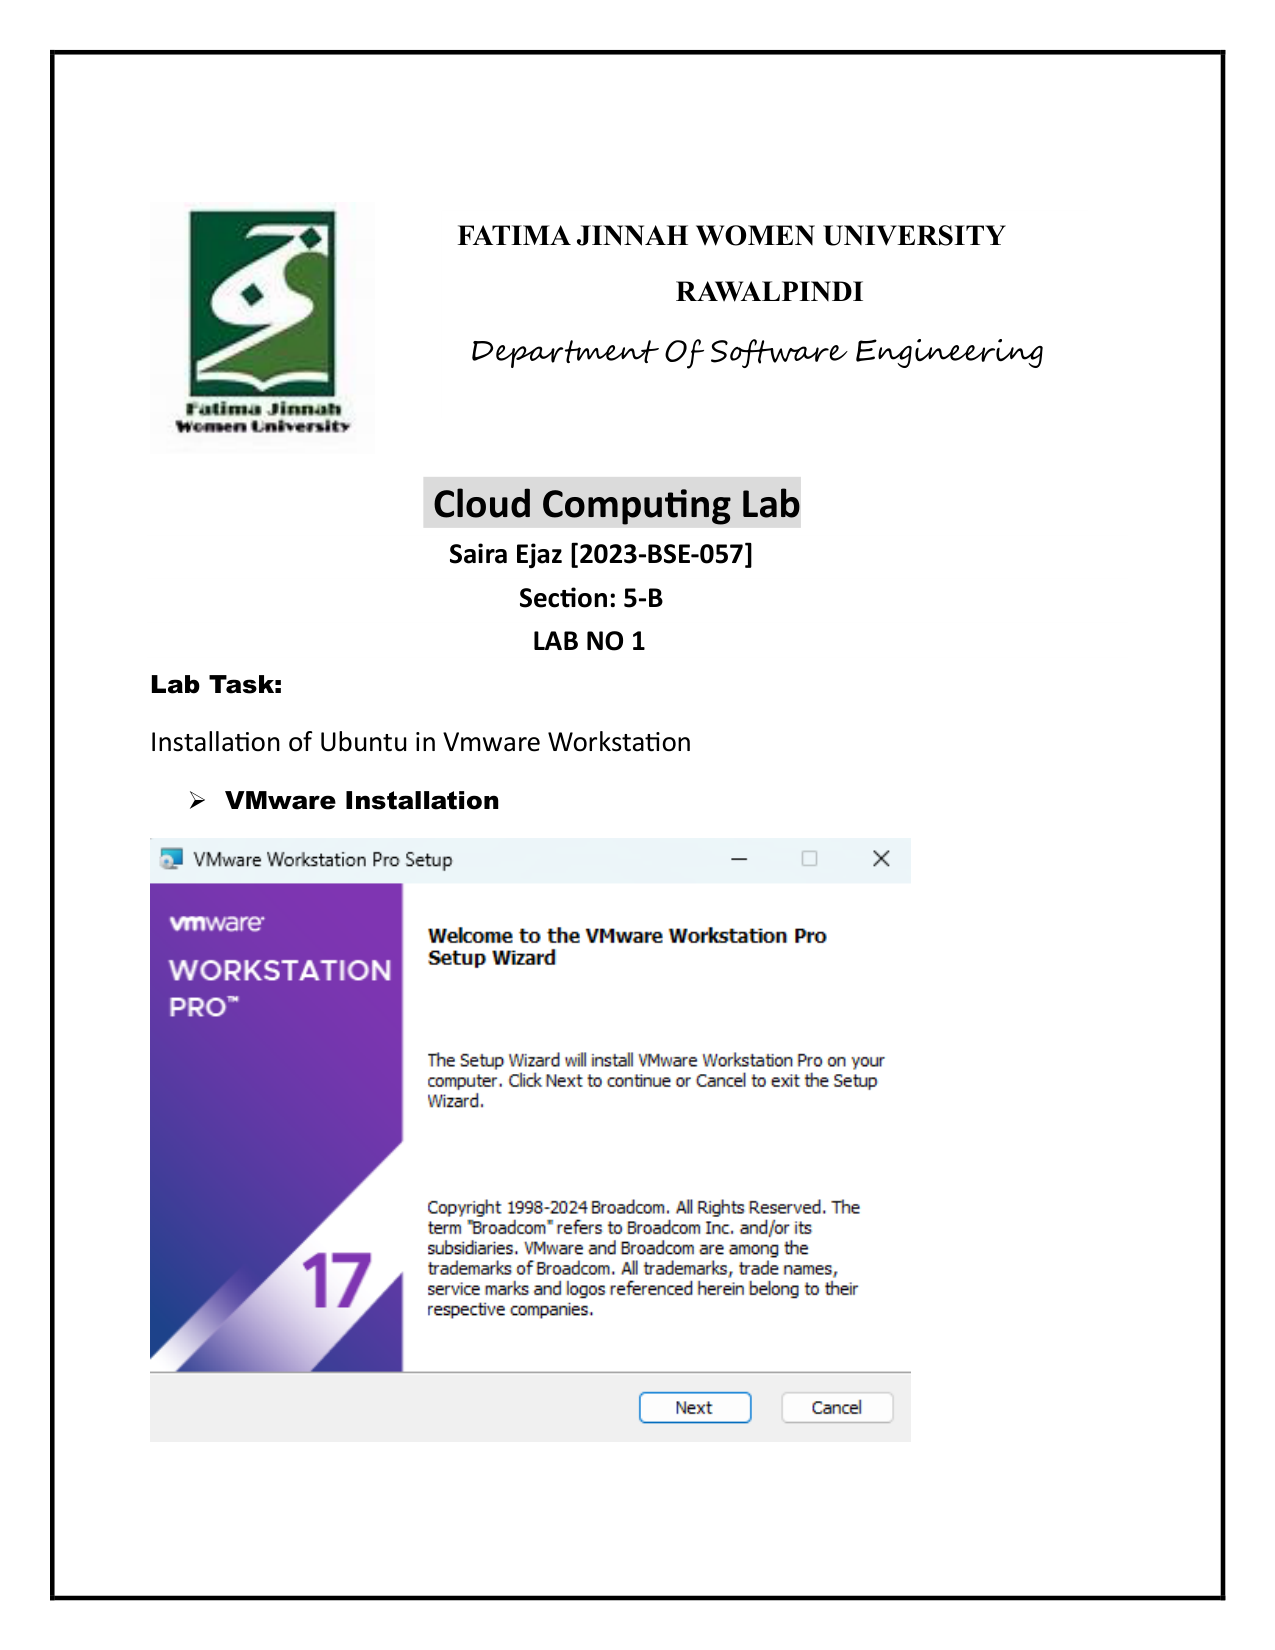 Fatima Jinnah
Women University
FATIMA JINNAH WOMEN UNIVERSITY
RAWALPINDI
Department Of Software Engineering
Cloud Computing Lab
Saira Ejaz [2023-BSE-057]
Section: 5-B
LAB NO 1
Lab Task:
Installation of Ubuntu in Vmware Workstation
➢ VMware Installation
VMware Workstation Pro Setup
vmware
WORKSTATION
PRO™
17
Welcome to the VMware Workstation Pro
Setup Wizard
The Setup Wizard will install VMware Workstation Pro on your
computer. Click Next to continue or Cancel to exit the Setup
Wizard.
Copyright 1998-2024 Broadcom. All Rights Reserved. The
term "Broadcom" refers to Broadcom Inc. and/or its
subsidiaries. VMware and Broadcom are among the
trademarks of Broadcom. All trademarks, trade names,
service marks and logos referenced herein belong to their
respective companies.
Next
Cancel